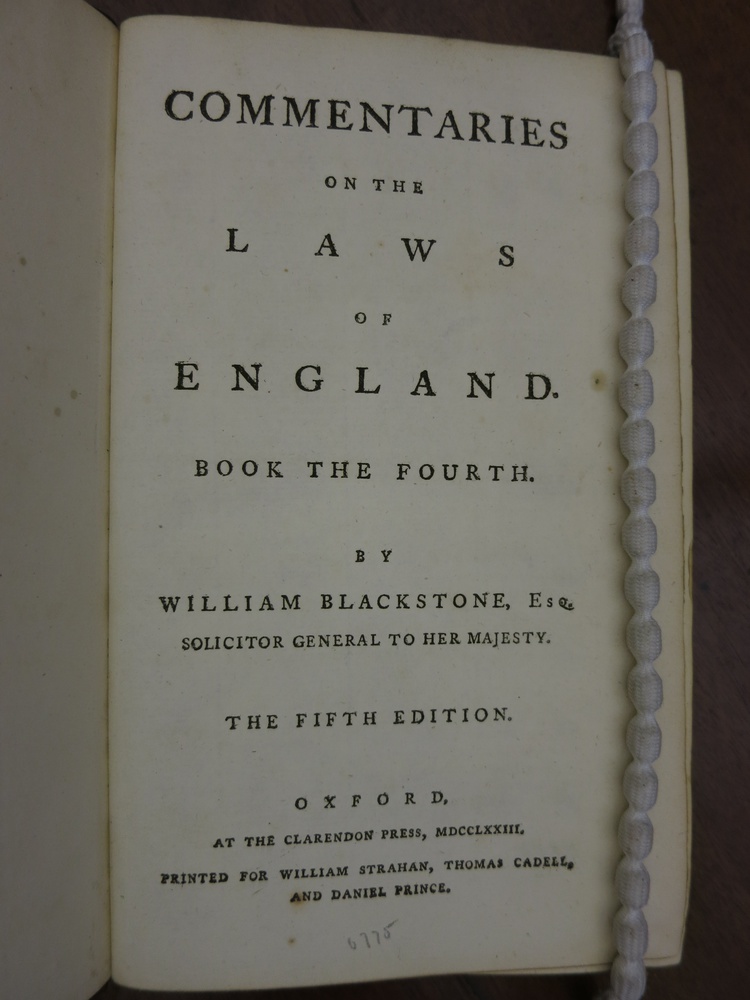 COMMENTARIES
ON THE
LAWS
OF
ENGLAND.
BOOK THE FOURTH.
BY
WILLIAM BLACKSTONE, Esq.
SOLICITOR GENERAL TO HER MAJESTY.
THE FIFTH EDITION.
OXFORD,
AT THE CLARENDON PRESS, MDCCLXXIII.
PRINTED FOR WILLIAM STRAHAN, THOMAS CADELL,
AND DANIEL PRINCE.